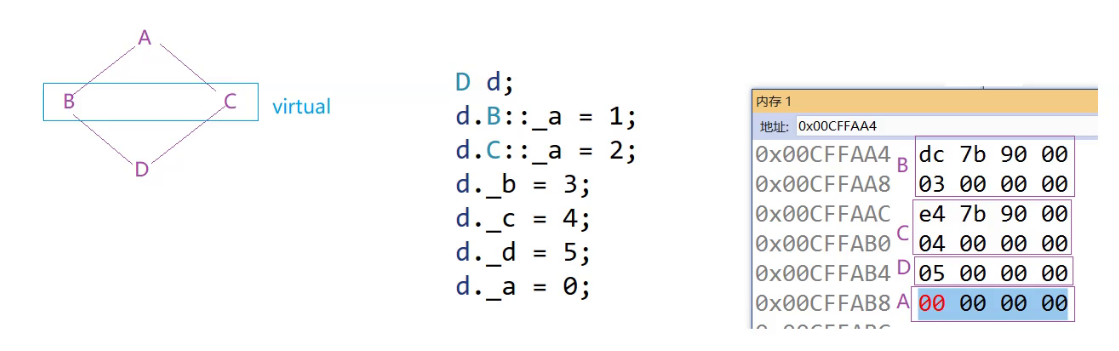 A
B
C
virtual
D
D d;
d.B::_a = 1;
d.C::_a = 2;
d._b = 3;
d._c = 4;
d._d = 5;
d._a = 0;
内存 1
地址: 0x00CFFAA4
0x00CFFAA4 B dc 7b 90 00
0x00CFFAA8 03 00 00 00
0x00CFFAAC e4 7b 90 00
0x00CFFAB0 C 04 00 00 00
0x00CFFAB4 D 05 00 00 00
0x00CFFAB8 A 00 00 00 00